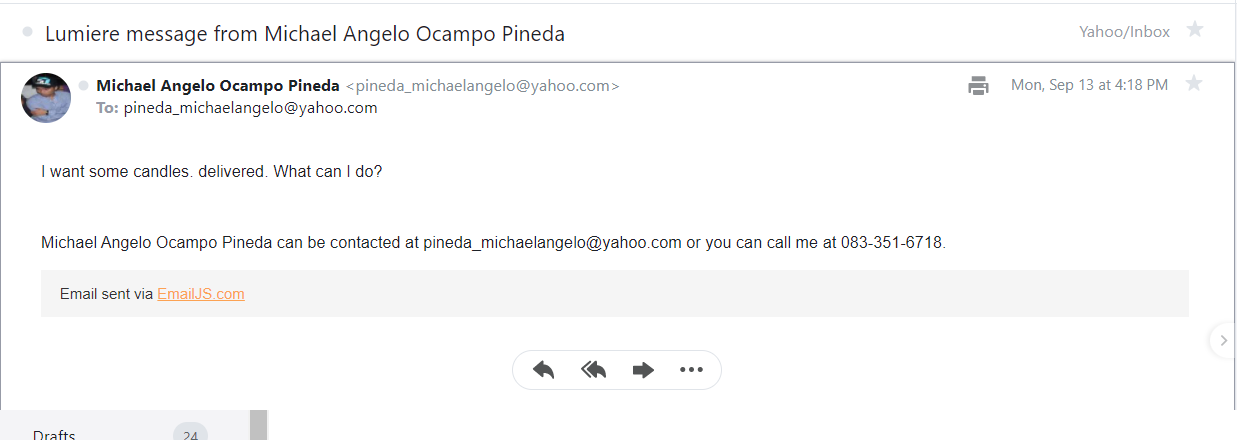 Lumiere message from Michael Angelo Ocampo Pineda
Yahoo/Inbox
Michael Angelo Ocampo Pineda <pineda_michaelangelo@yahoo.com>
Mon, Sep 13 at 4:18 PM
To: pineda_michaelangelo@yahoo.com
I want some candles. delivered. What can I do?
Michael Angelo Ocampo Pineda can be contacted at pineda_michaelangelo@yahoo.com or you can call me at 083-351-6718.
Email sent via EmailJS.com
Drafts
24